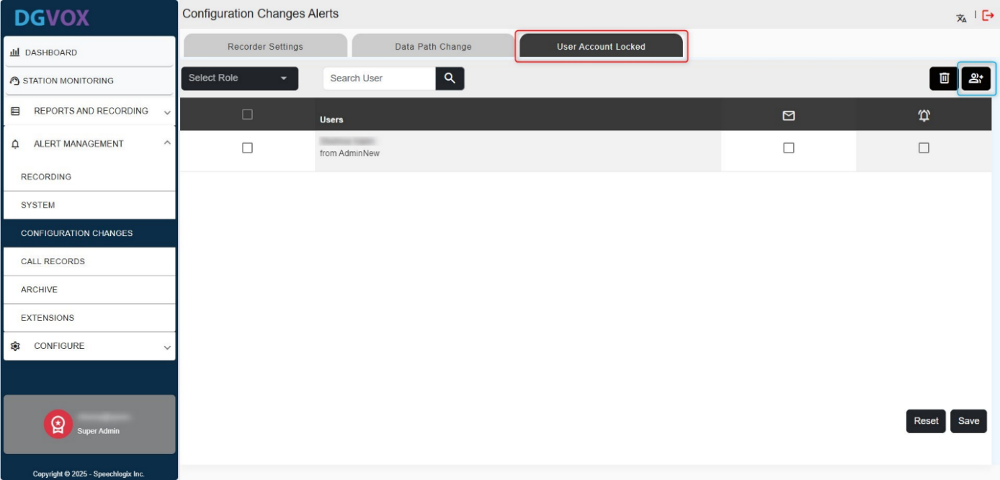 DGVOX
Configuration Changes Alerts
DASHBOARD
STATION MONITORING
REPORTS AND RECORDING
ALERT MANAGEMENT
RECORDING
SYSTEM
CONFIGURATION CHANGES
CALL RECORDS
ARCHIVE
EXTENSIONS
CONFIGURE
Super Admin
Copyright © 2025 - Speechlogix Inc.
Recorder Settings
Data Path Change
User Account Locked
Select Role
Search User
Users
from AdminNew
Reset
Save